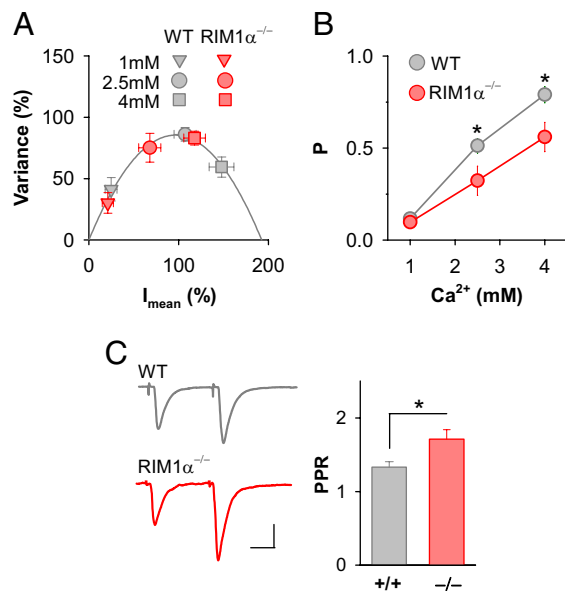 A
WT RIM1α−/−
1mM
2.5mM
4mM
Variance (%)
150
100
50
0
0 100 200
Imean (%)
B
WT
RIM1α−/−
*
*
P
1.0
0.5
0.0
1 2 3 4
Ca2+ (mM)
C
WT
RIM1α−/−
*
PPR
2
1
0
+/+ −/−